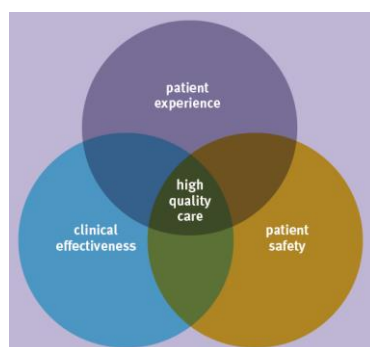 patient
experience
high
quality
care
clinical
effectiveness
patient
safety